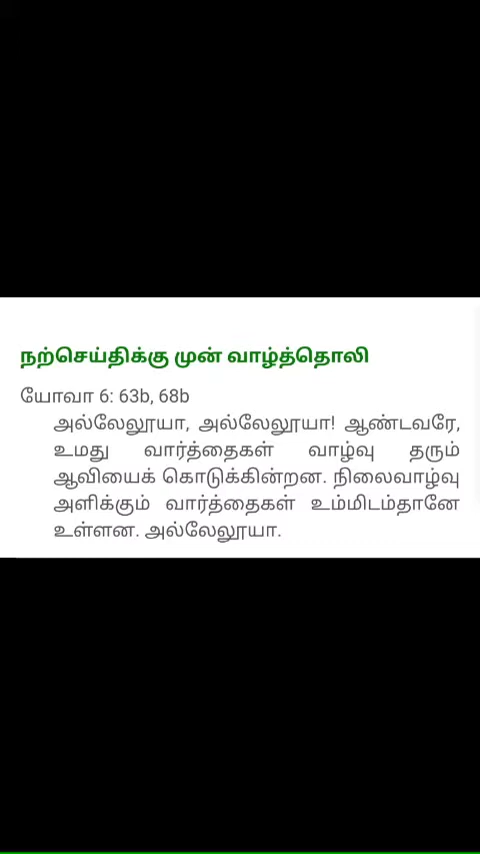 நற்செய்திக்கு முன் வாழ்த்தொலி
யோவா 6: 63b, 68b
அல்லேலூயா, அல்லேலூயா! ஆண்டவரே,
உமது வார்த்தைகள் வாழ்வு தரும்
ஆவியைக் கொடுக்கின்றன. நிலைவாழ்வு
அளிக்கும் வார்த்தைகள் உம்மிடம்தானே
உள்ளன. அல்லேலூயா.